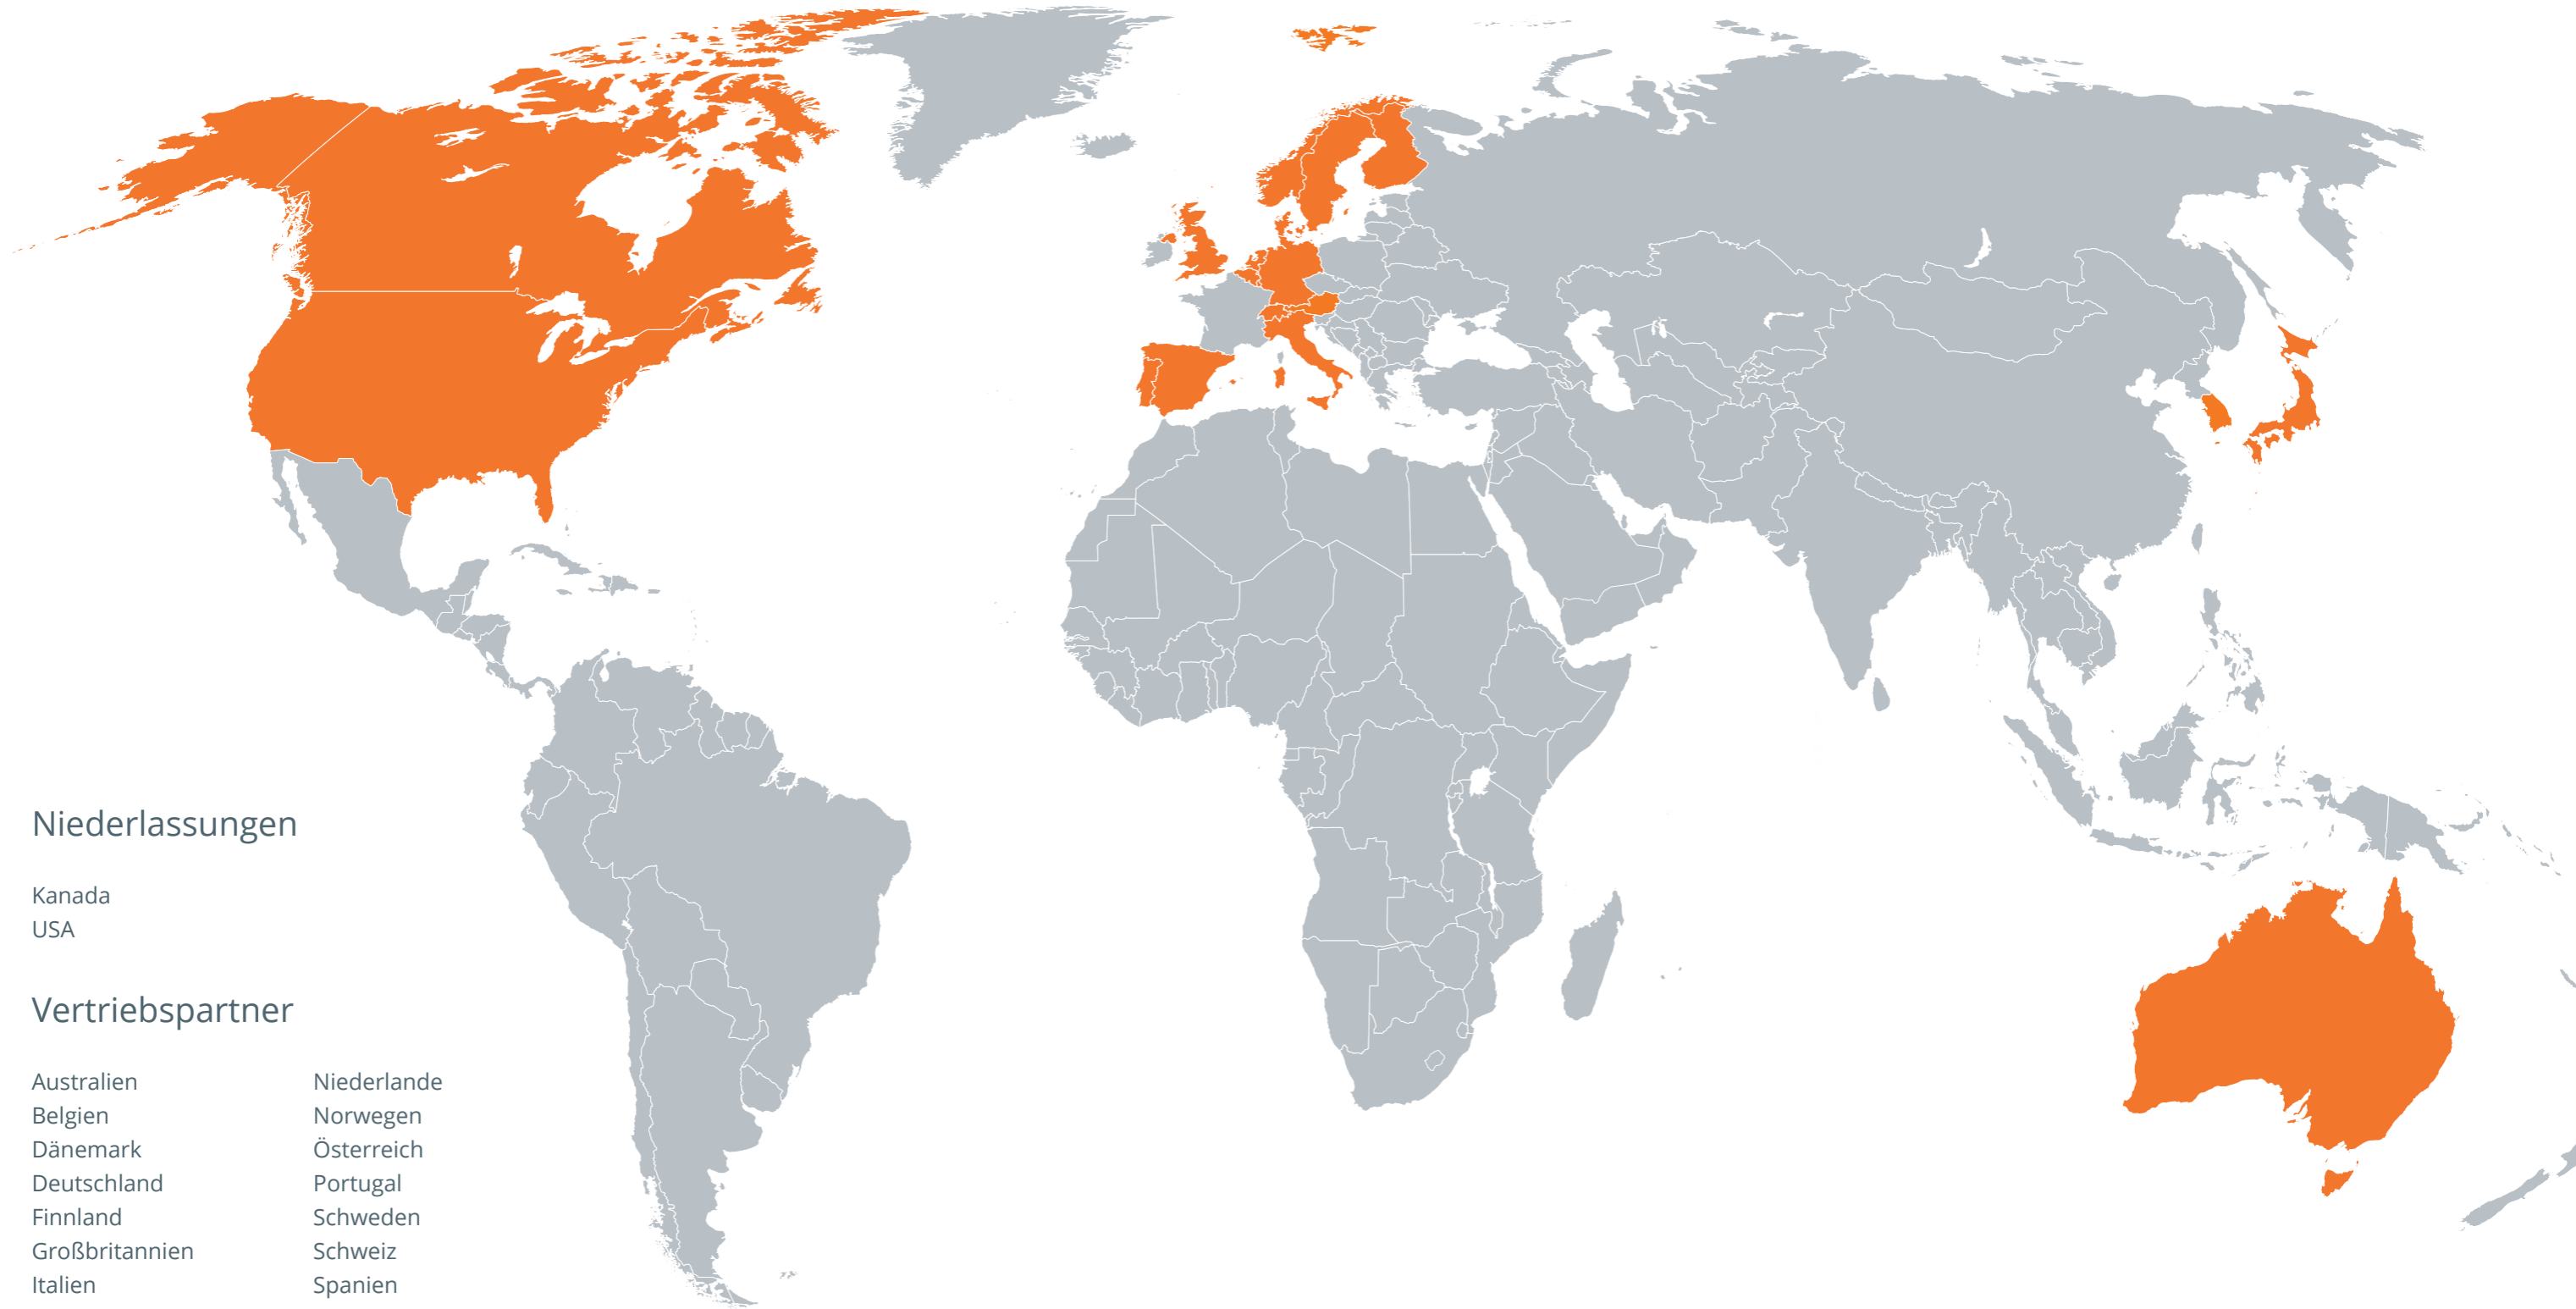 Niederlassungen
Kanada
USA
Vertriebspartner
Australien
Belgien
Dänemark
Deutschland
Finnland
Großbritannien
Italien
Niederlande
Norwegen
Österreich
Portugal
Schweden
Schweiz
Spanien